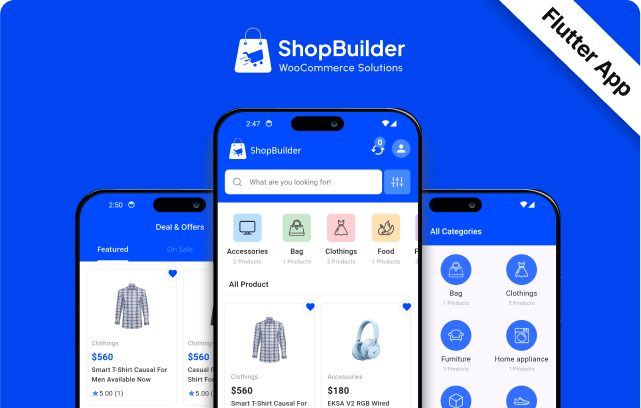 ShopBuilder
WooCommerce Solutions
Flutter App
2:50
Deal & Offers
Featured
On Sale
Clothings
$560
Smart T-Shirt Causal For
Men Available Now
5.00 (1)
$560
Casual
Shirt Fo
5.0
2:47
ShopBuilder
0
What are you looking for!
Accessories
2 Products
Bag
1 Products
Clothings
5 Products
Food
1 Products
All Product
Clothings
$560
Smart T-Shirt Causal For
Accessories
$180
EKSA V2 RGB Wired
All Categories
Bag
1 Products
Clothings
5 Products
Furniture
3 Products
Home appliance
1 Products